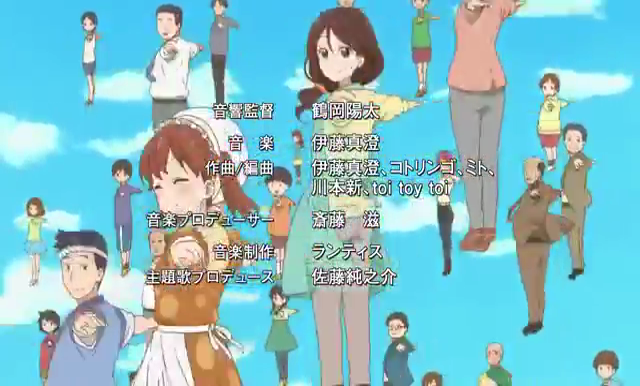 音響監督 鶴岡陽太
音 楽 伊藤真澄
作曲/編曲 伊藤真澄、コトリンゴ、ミト、
川本新、toi toy toi
音楽プロデューサー 斎藤 滋
音楽制作 ランティス
主題歌プロデュース 佐藤純之介